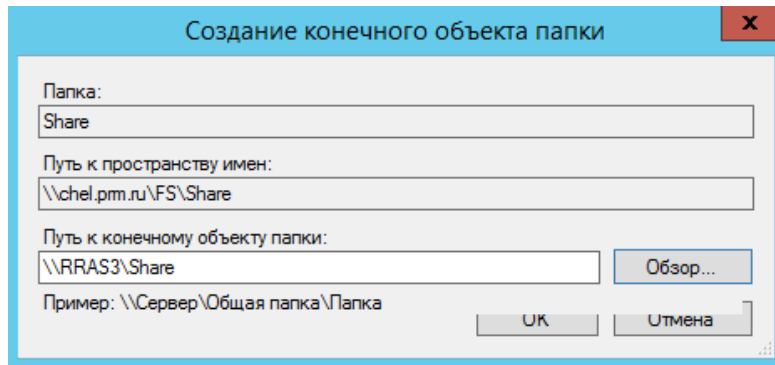 Создание конечного объекта папки
x
Папка:
Share
Путь к пространству имен:
\\chel.prm.ru\FS\Share
Путь к конечному объекту папки:
\\RRAS3\Share
Обзор...
Пример: \\Сервер\Общая папка\Папка
OK
Отмена